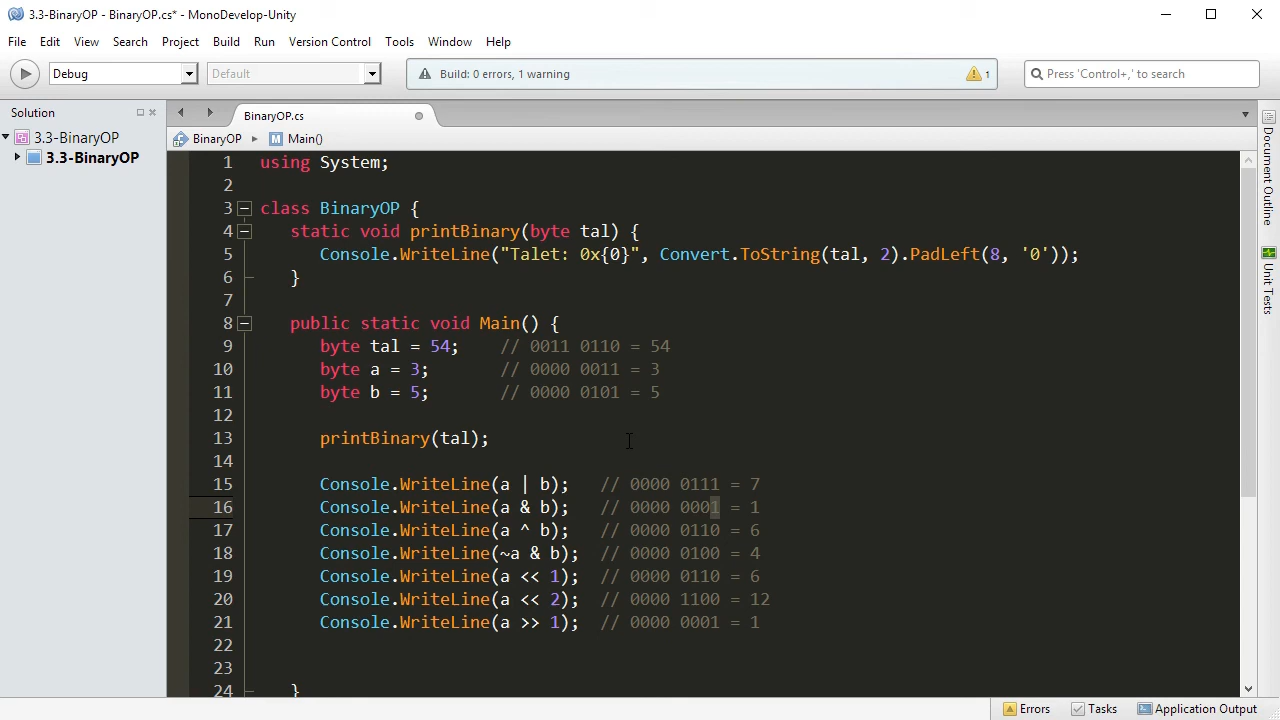 3.3-BinaryOP - BinaryOP.cs* - MonoDevelop-Unity
File Edit View Search Project Build Run Version Control Tools Window Help
Debug Default Build: 0 errors, 1 warning 1 Press 'Control+,' to search
Solution BinaryOP.cs
BinaryOP Main()
3.3-BinaryOP
3.3-BinaryOP
1 using System;
2
3 class BinaryOP {
4 static void printBinary(byte tal) {
5 Console.WriteLine("Talet: 0x{0}", Convert.ToString(tal, 2).PadLeft(8, '0'));
6 }
7
8 public static void Main() {
9 byte tal = 54; // 0011 0110 = 54
10 byte a = 3; // 0000 0011 = 3
11 byte b = 5; // 0000 0101 = 5
12
13 printBinary(tal);
14
15 Console.WriteLine(a | b); // 0000 0111 = 7
16 Console.WriteLine(a & b); // 0000 0001 = 1
17 Console.WriteLine(a ^ b); // 0000 0110 = 6
18 Console.WriteLine(~a & b); // 0000 0100 = 4
19 Console.WriteLine(a << 1); // 0000 0110 = 6
20 Console.WriteLine(a << 2); // 0000 1100 = 12
21 Console.WriteLine(a >> 1); // 0000 0001 = 1
22
23
24 }
Document Outline
Unit Tests
Errors Tasks Application Output